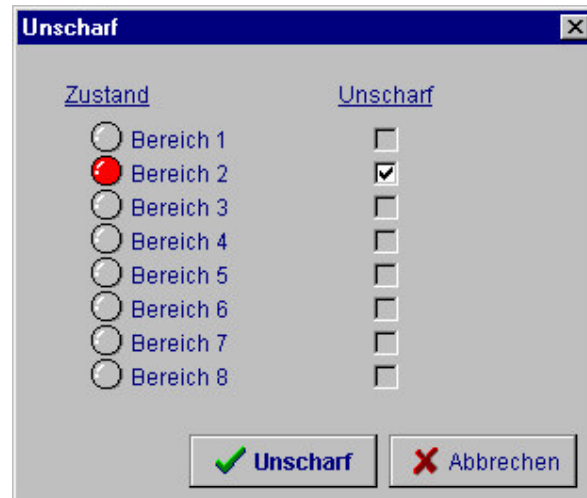 Unscharf
Zustand Unscharf
Bereich 1
Bereich 2
Bereich 3
Bereich 4
Bereich 5
Bereich 6
Bereich 7
Bereich 8
Unscharf Abbrechen